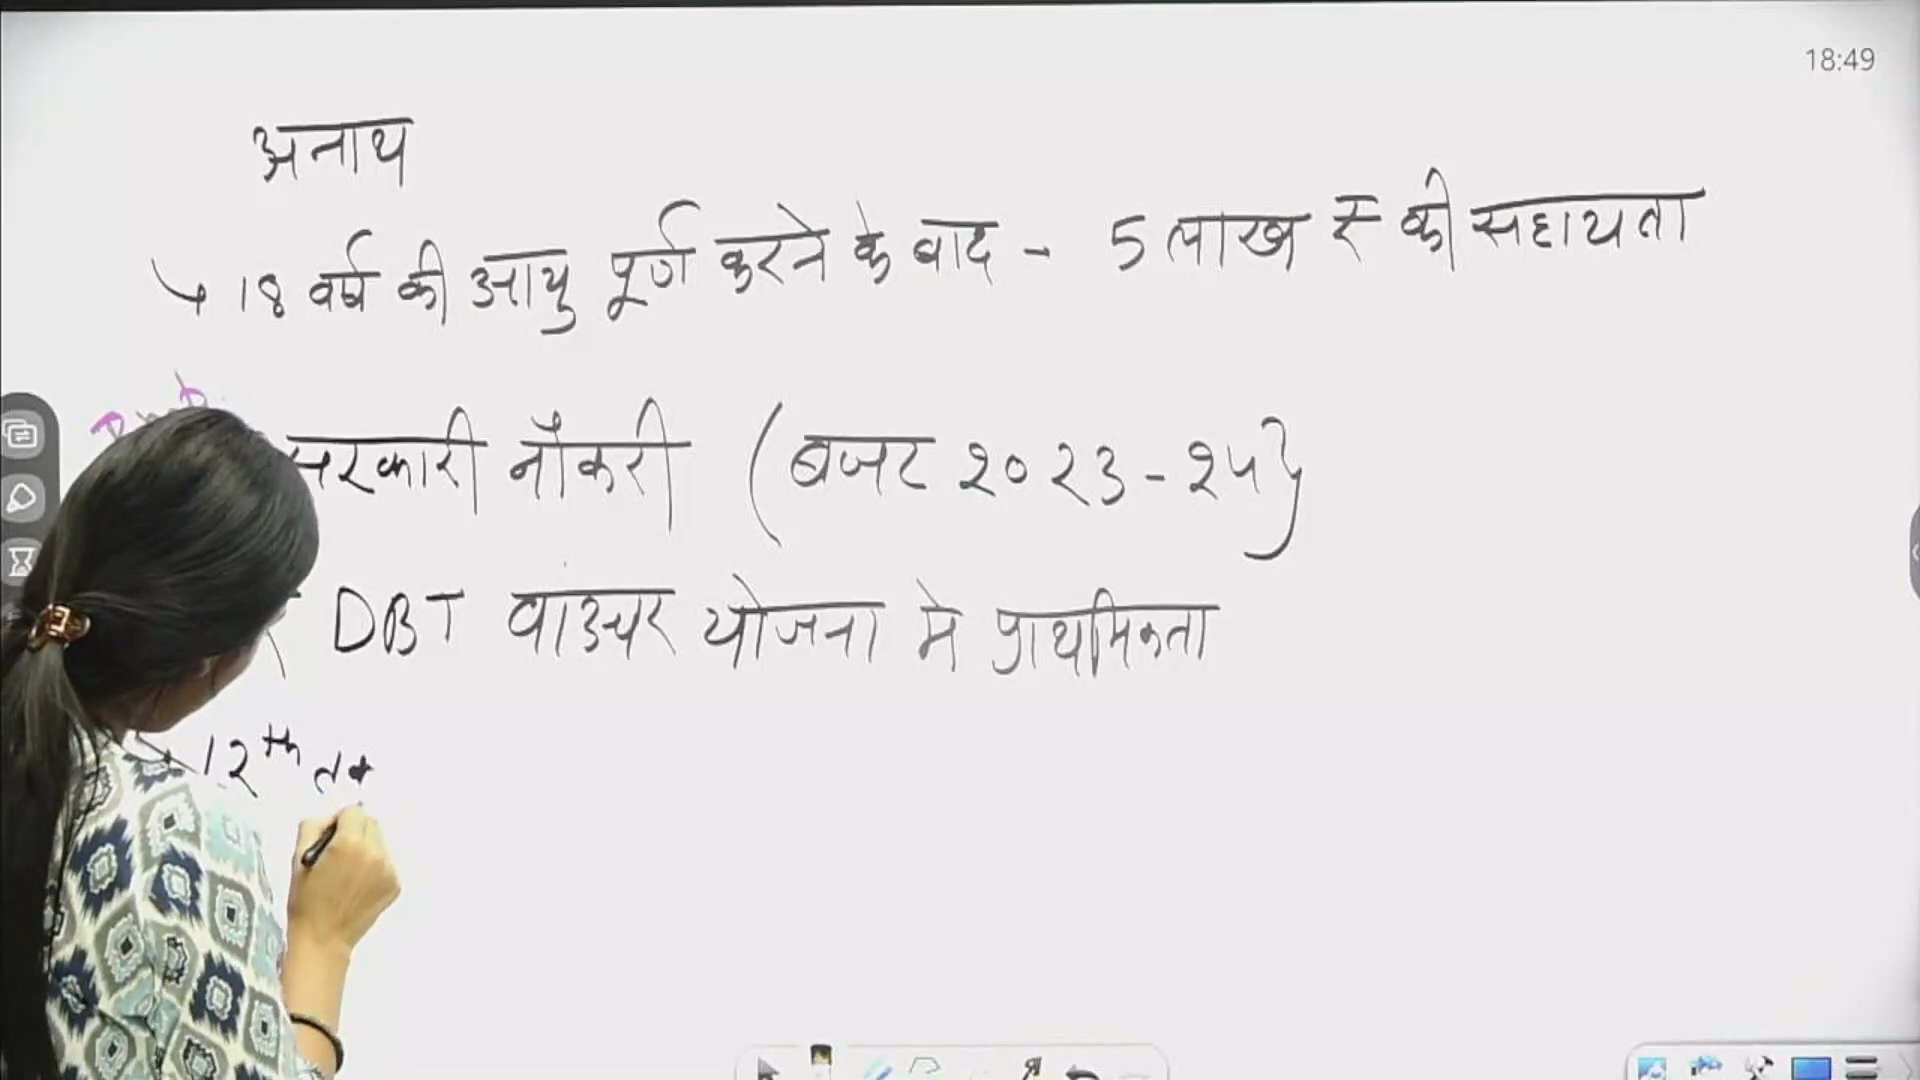 18:49
अनाथ
18 वर्ष की आयु पूर्ण करने के बाद - 5 लाख ₹ की सहायता
सरकारी नौकरी (बजट 2023-24)
DBT वाउचर योजना मे प्राथमिकता
12th तक